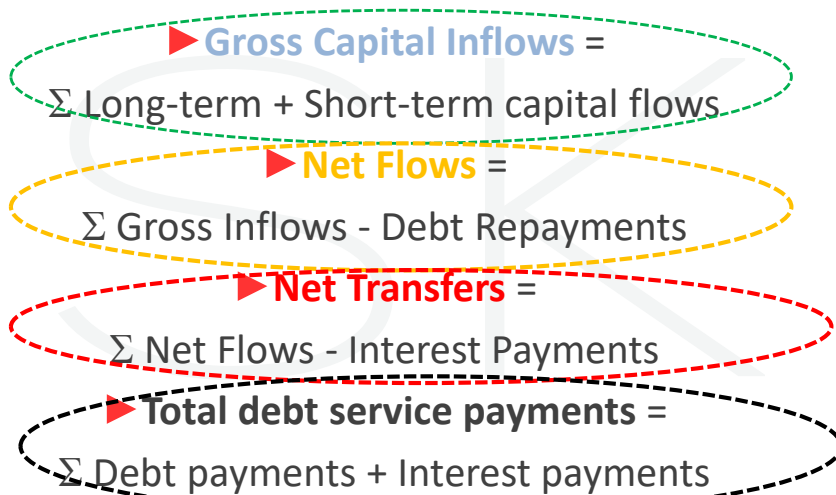 ►Gross Capital Inflows =
Σ Long-term + Short-term capital flows
►Net Flows =
Σ Gross Inflows - Debt Repayments
►Net Transfers =
Σ Net Flows - Interest Payments
►Total debt service payments =
Σ Debt payments + Interest payments
SK